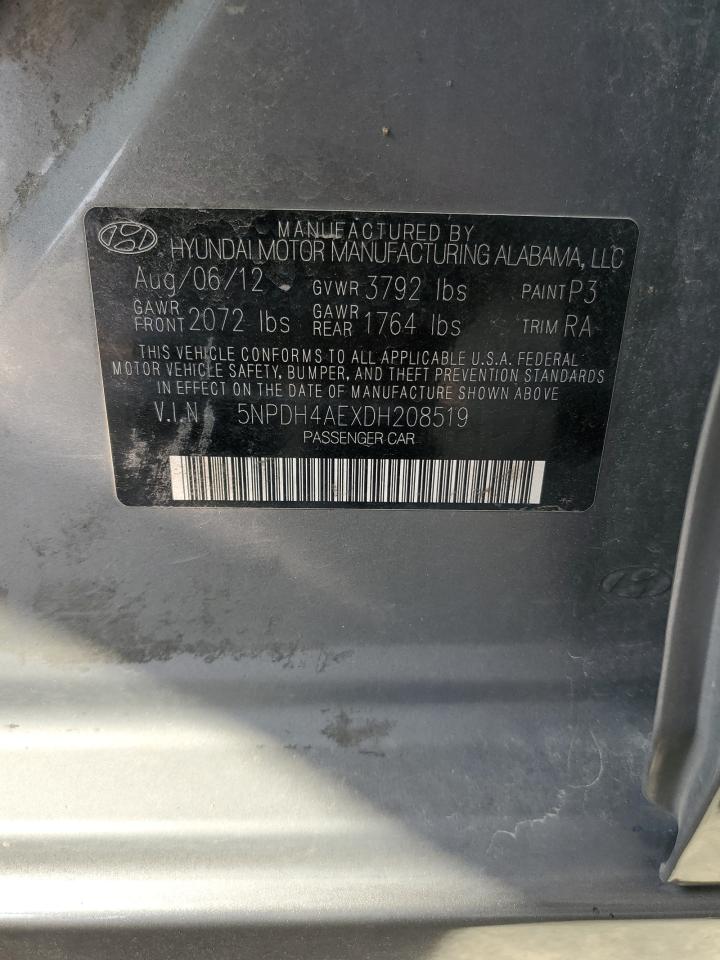 MANUFACTURED BY
HYUNDAI MOTOR MANUFACTURING ALABAMA, LLC
Aug/06/12 GVWR 3792 lbs PAINT P3
GAWR FRONT 2072 lbs GAWR REAR 1764 lbs TRIM RA
THIS VEHICLE CONFORMS TO ALL APPLICABLE U.S.A. FEDERAL
MOTOR VEHICLE SAFETY, BUMPER, AND THEFT PREVENTION STANDARDS
IN EFFECT ON THE DATE OF MANUFACTURE SHOWN ABOVE
V.I.N 5NPDH4AEXDH208519
PASSENGER CAR